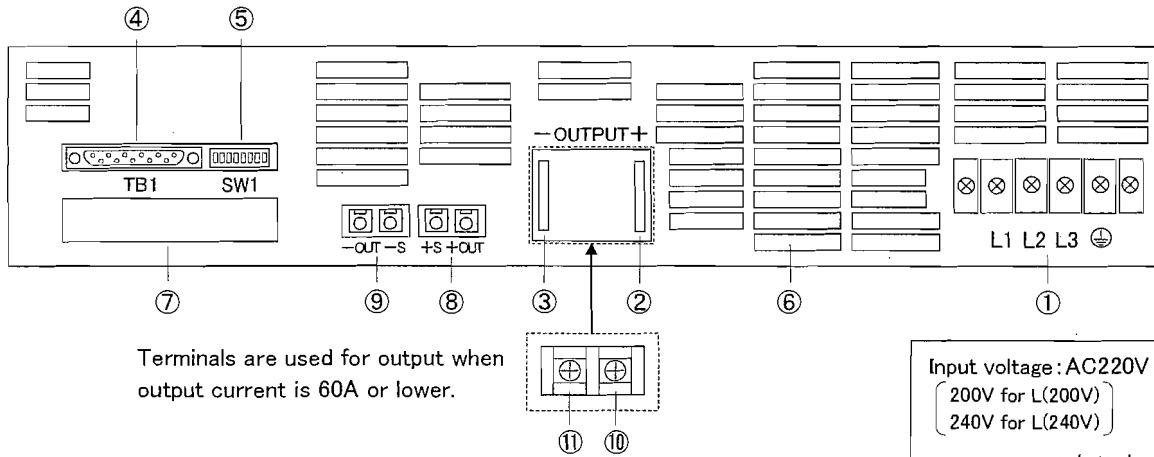 ④ ⑤
−OUTPUT+
TB1 SW1
−OUT −S +S +OUT
L1 L2 L3
⑦ ⑨ ⑧ ③ ② ⑥ ①
Terminals are used for output when
output current is 60A or lower.
⑪ ⑩
Input voltage : AC220V
200V for L(200V)
240V for L(240V)